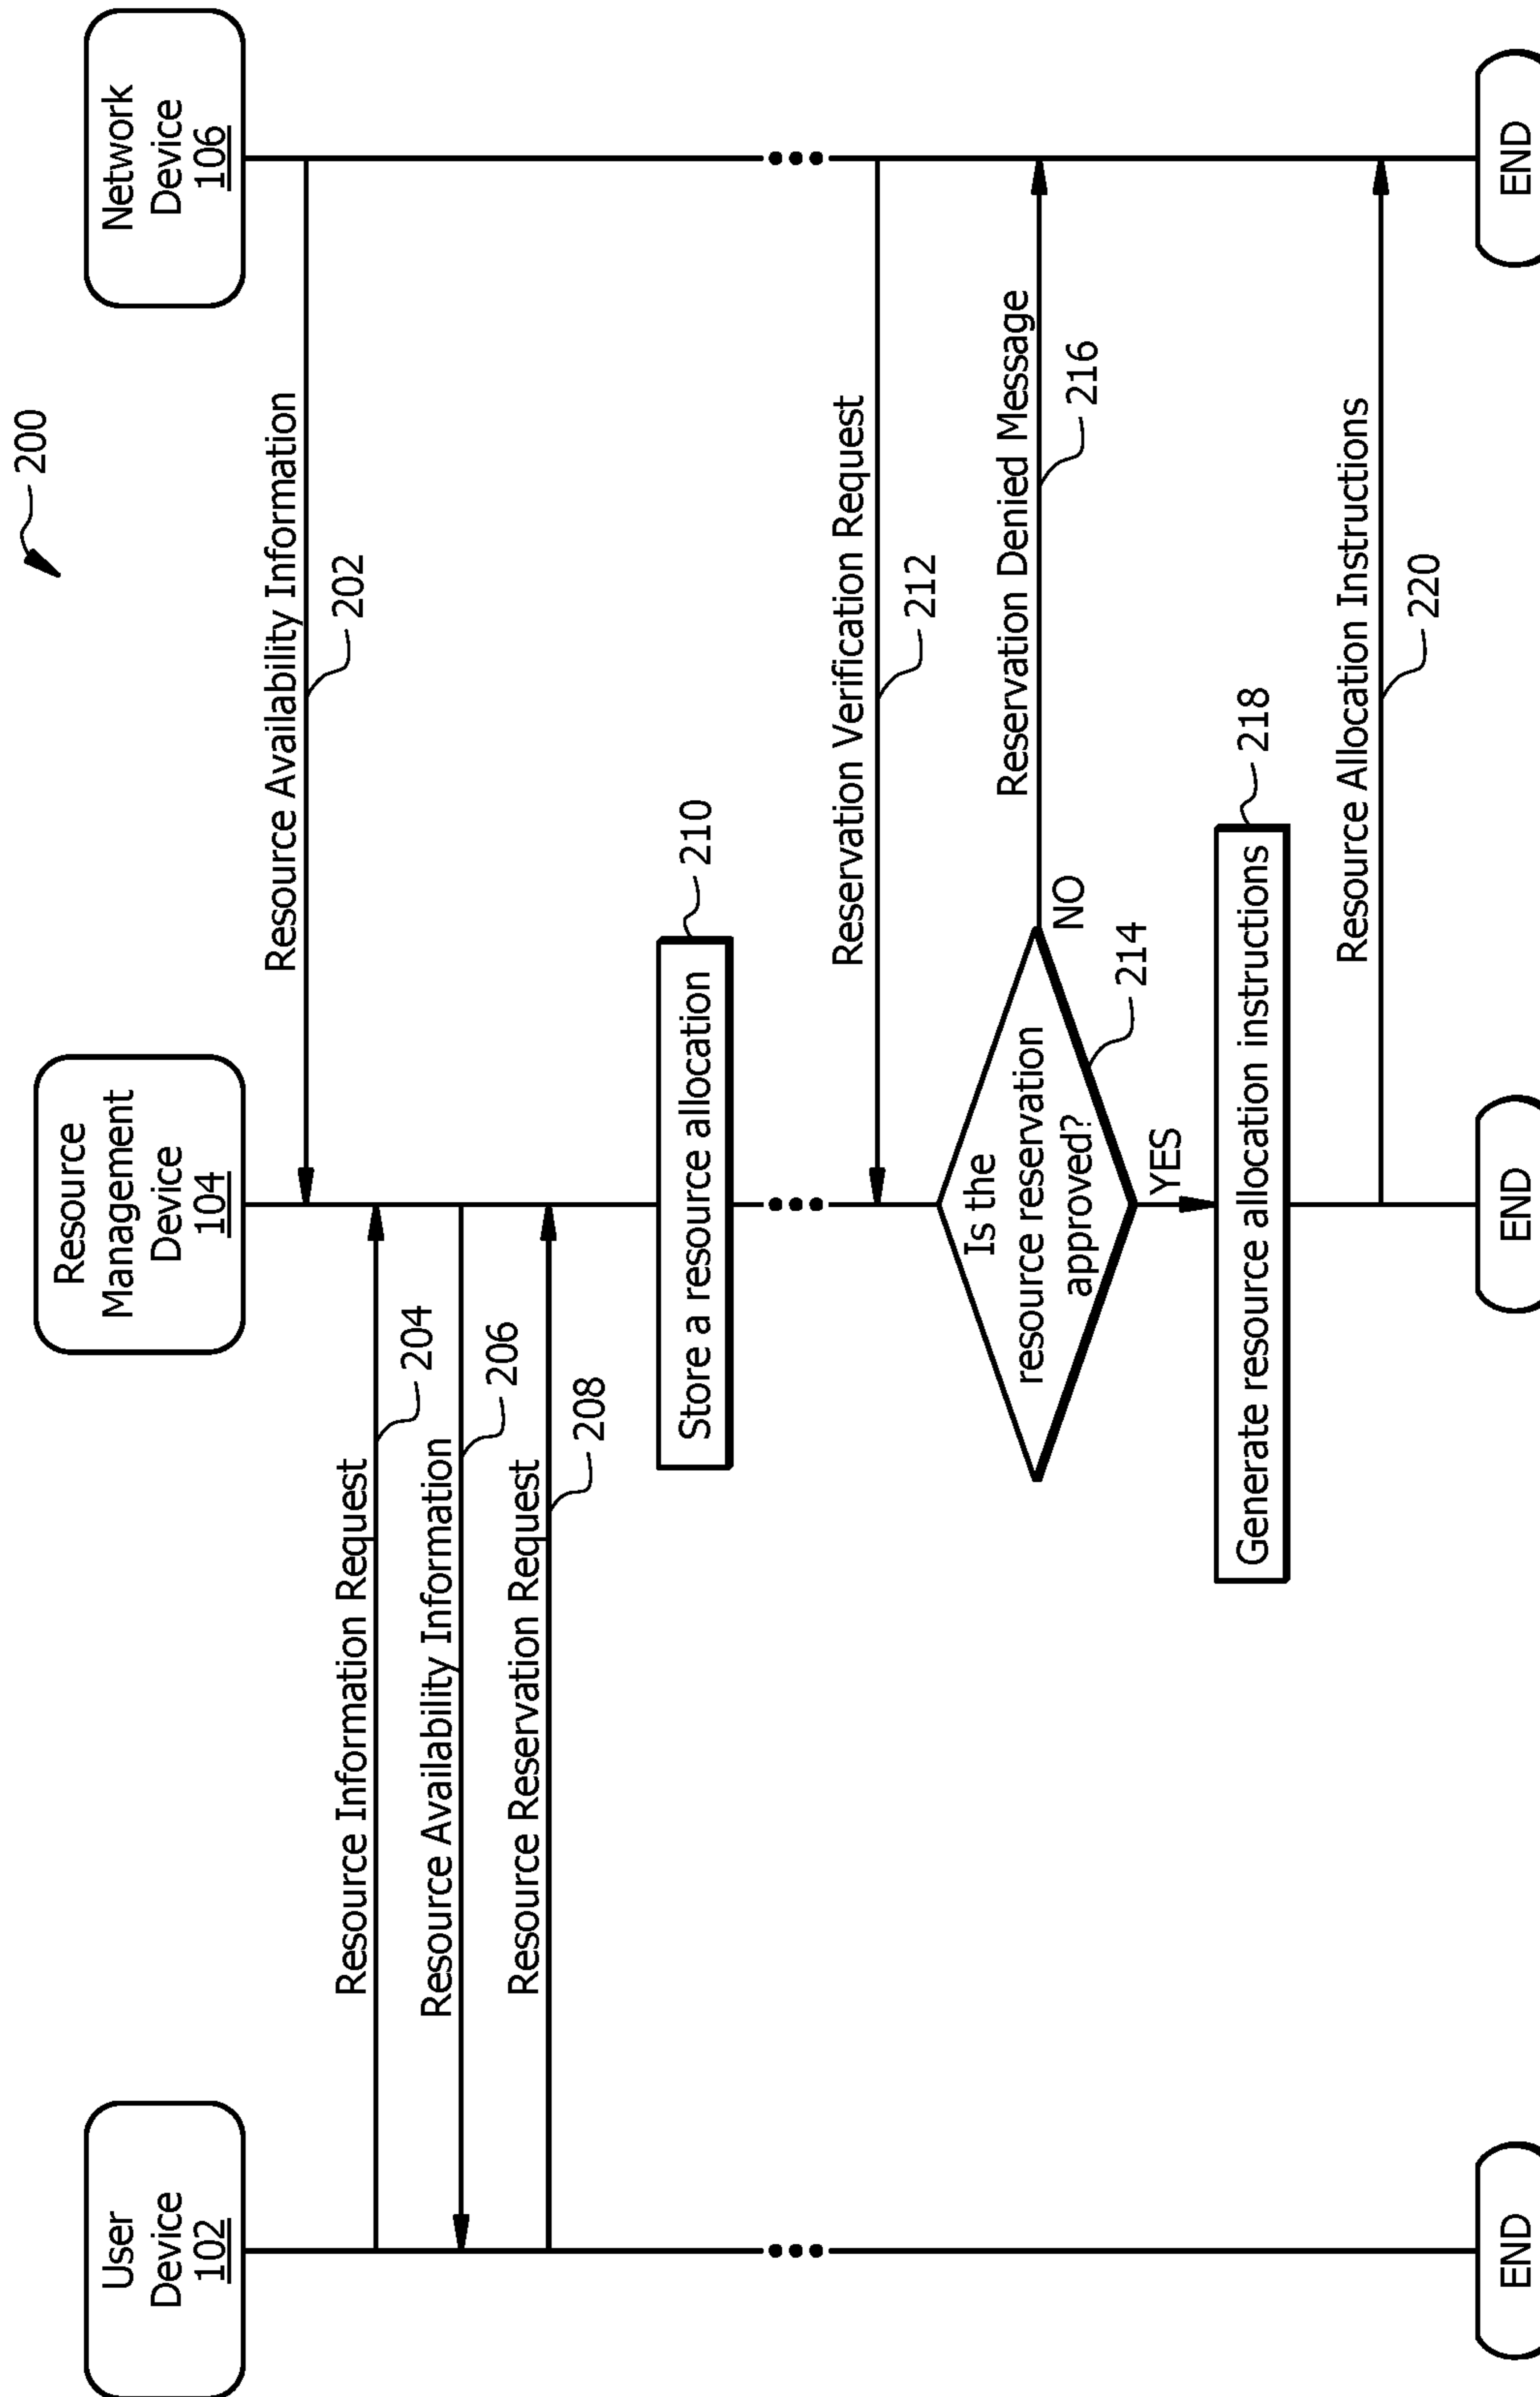 200
User
Device
102
Resource
Management
Device
104
Network
Device
106
Resource Availability Information
202
Resource Information Request
204
Resource Availability Information
206
Resource Reservation Request
208
Store a resource allocation
210
Reservation Verification Request
212
Is the
resource reservation
approved?
214
NO
Reservation Denied Message
216
YES
Generate resource allocation instructions
218
Resource Allocation Instructions
220
END
END
END